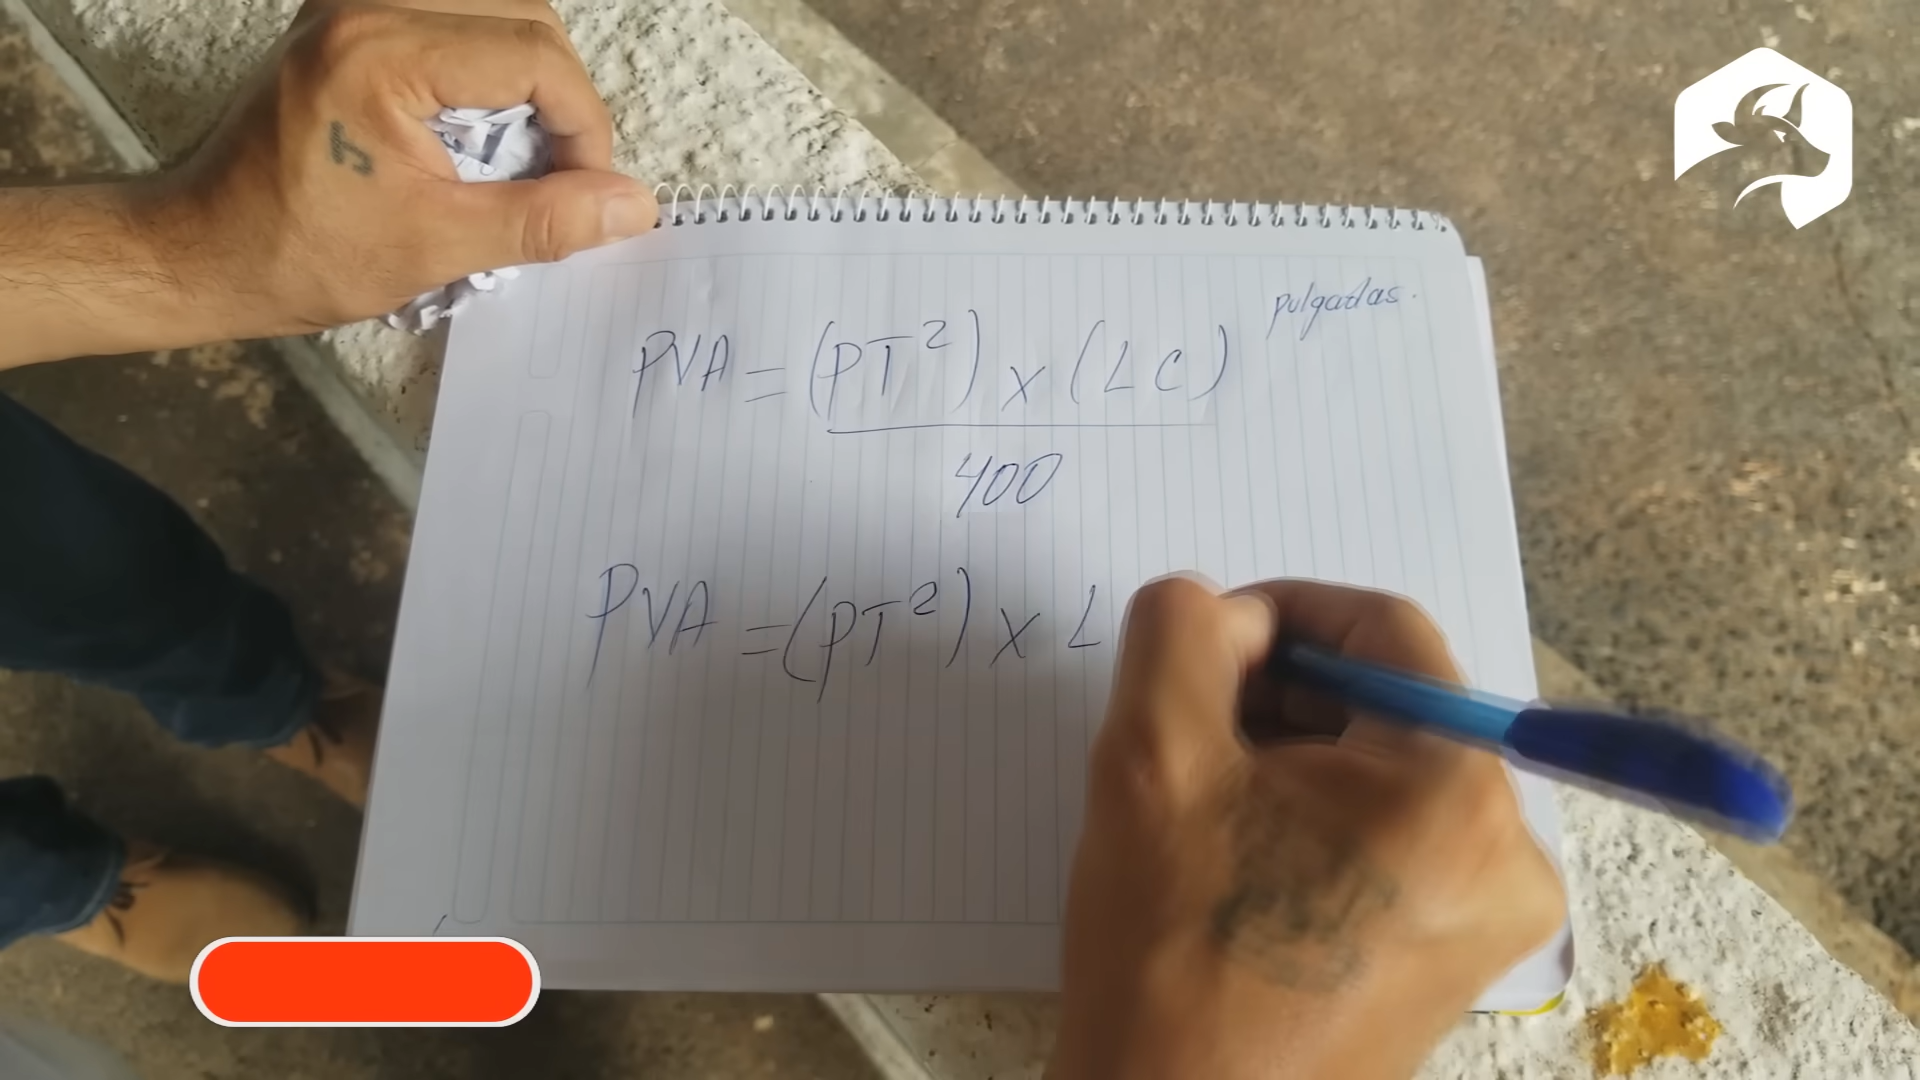 pulgadas.
PVA = (PT²) x (LC)
400
PVA = (PT²) x L